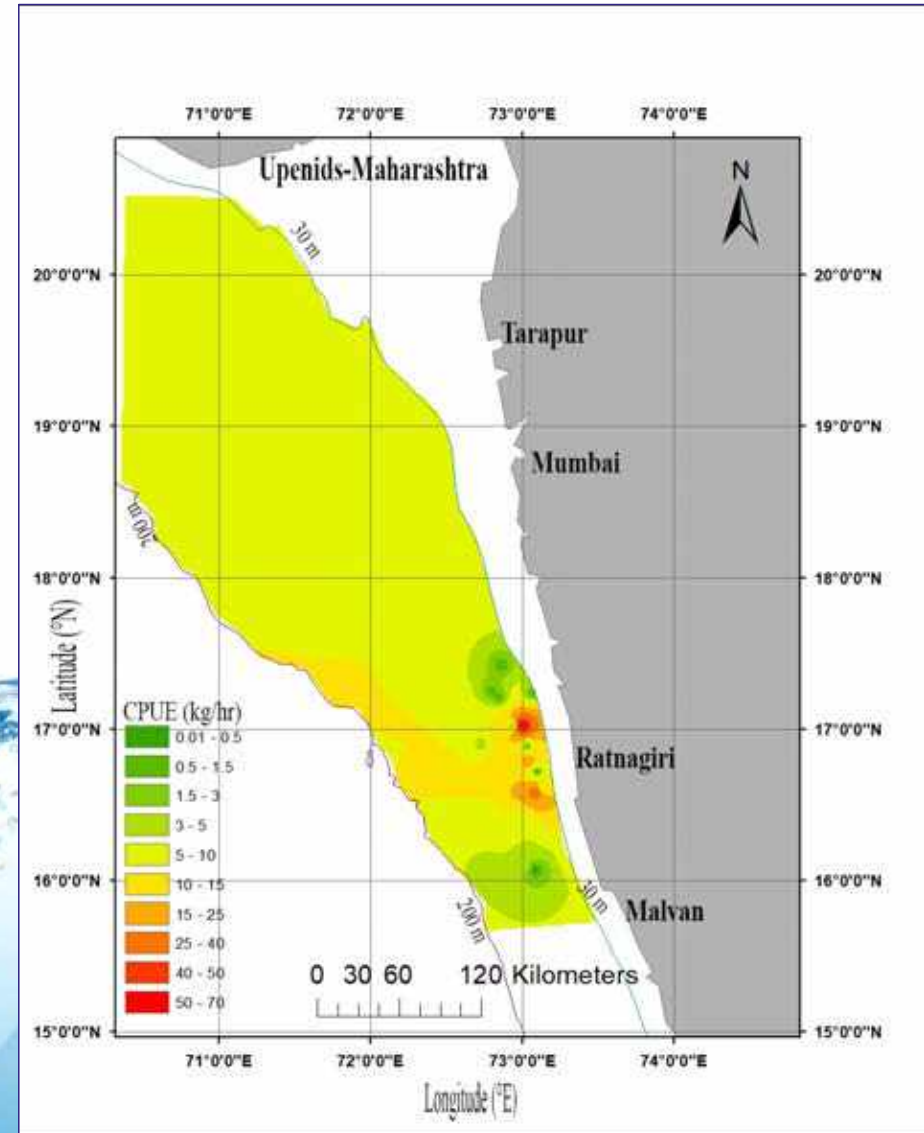 71°0'0"E 72°0'0"E 73°0'0"E 74°0'0"E
Upenids-Maharashtra
N
30 m
20°0'0"N 20°0'0"N
Tarapur
19°0'0"N 19°0'0"N
Mumbai
200 m
18°0'0"N 18°0'0"N
Latitude (°N)
CPUE (kg/hr)
17°0'0"N 17°0'0"N
0.01 - 0.5
Ratnagiri
0.5 - 1.5
1.5 - 3
3 - 5
5 - 10
16°0'0"N 16°0'0"N
10 - 15
30 m
Malvan
15 - 25
200 m
25 - 40
0 30 60 120 Kilometers
40 - 50
50 - 70
15°0'0"N 15°0'0"N
71°0'0"E 72°0'0"E 73°0'0"E 74°0'0"E
Longitude (°E)